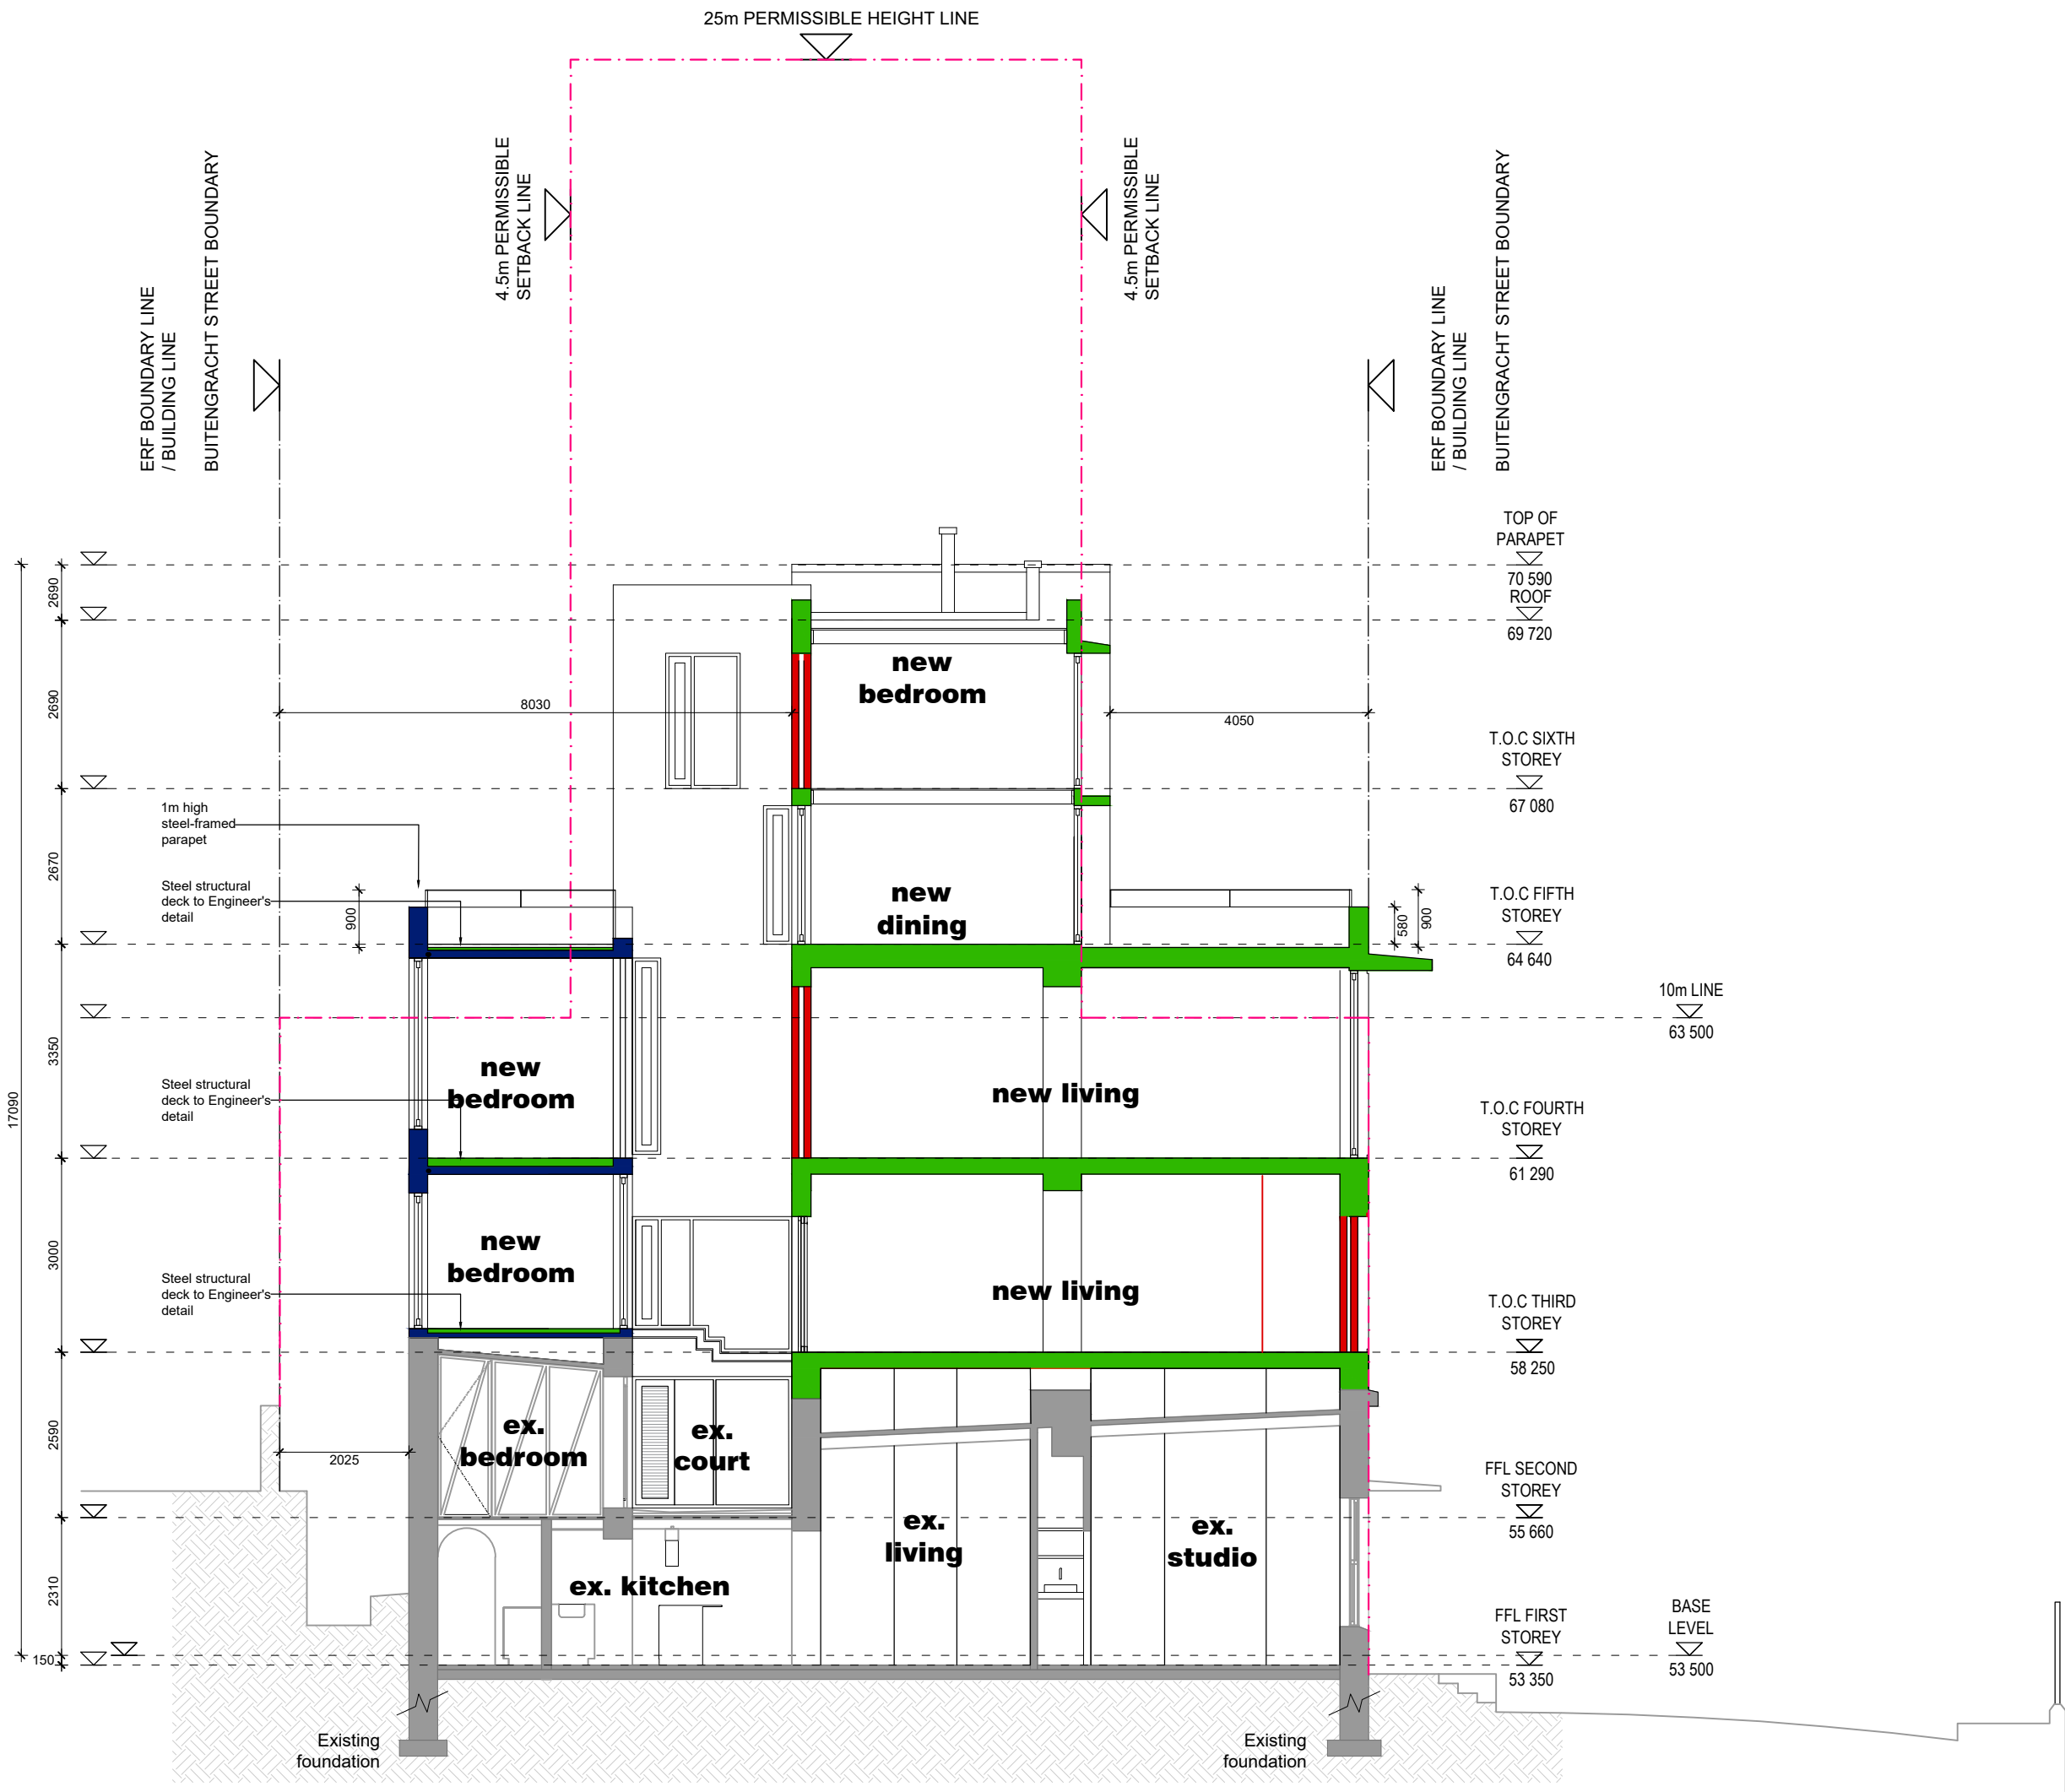 25m PERMISSIBLE HEIGHT LINE
4.5m PERMISSIBLE
SETBACK LINE
4.5m PERMISSIBLE
SETBACK LINE
ERF BOUNDARY LINE
/ BUILDING LINE
BUITENGRACHT STREET BOUNDARY
ERF BOUNDARY LINE
/ BUILDING LINE
BUITENGRACHT STREET BOUNDARY
TOP OF
PARAPET
70 590
ROOF
69 720
T.O.C SIXTH
STOREY
67 080
T.O.C FIFTH
STOREY
64 640
10m LINE
63 500
T.O.C FOURTH
STOREY
61 290
T.O.C THIRD
STOREY
58 250
FFL SECOND
STOREY
55 660
FFL FIRST
STOREY
53 350
BASE
LEVEL
53 500
17090
2690
2690
2670
3350
3000
2590
2310
150
8030
4050
900
580
900
2025
1m high
steel-framed
parapet
Steel structural
deck to Engineer's
detail
Steel structural
deck to Engineer's
detail
Steel structural
deck to Engineer's
detail
new
bedroom
new
dining
new
bedroom
new living
new
bedroom
new living
ex.
bedroom
ex.
court
ex.
living
ex.
studio
ex. kitchen
Existing
foundation
Existing
foundation